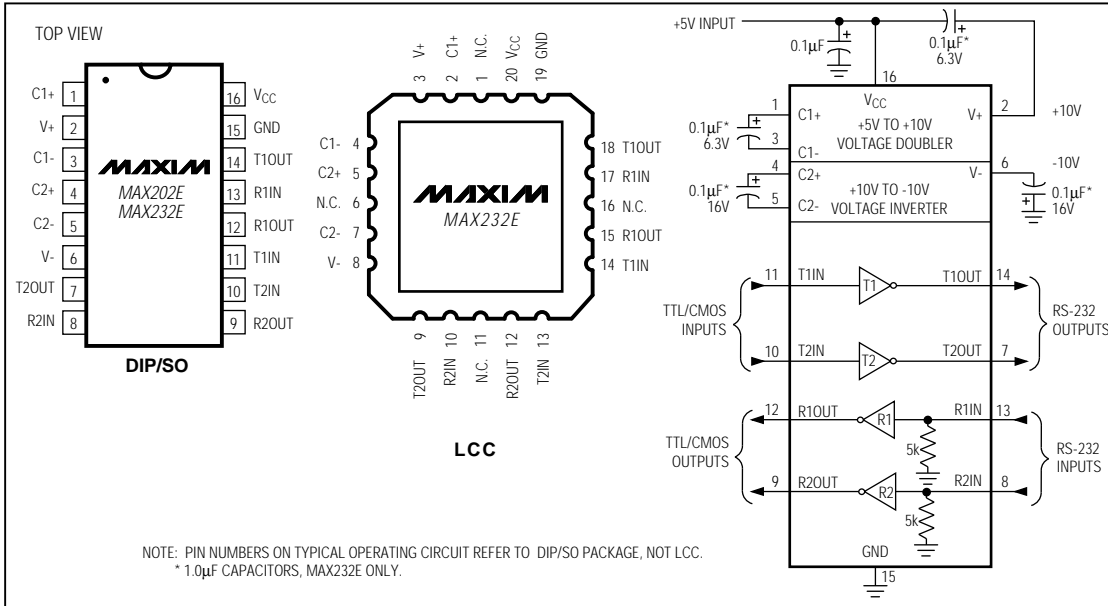 TOP VIEW
C1+ 1
V+ 2
C1- 3
C2+ 4
C2- 5
V- 6
T2OUT 7
R2IN 8
16 VCC
15 GND
14 T1OUT
13 R1IN
12 R1OUT
11 T1IN
10 T2IN
9 R2OUT
MAXIM
MAX202E
MAX232E
DIP/SO
3 V+
2 C1+
1 N.C.
20 VCC
19 GND
C1- 4
C2+ 5
N.C. 6
C2- 7
V- 8
18 T1OUT
17 R1IN
16 N.C.
15 R1OUT
14 T1IN
MAXIM
MAX232E
T2OUT 9
R2IN 10
N.C. 11
R2OUT 12
T2IN 13
LCC
+5V INPUT
0.1µF +
+
0.1µF*
6.3V
16
VCC
1 C1+
+5V TO +10V
VOLTAGE DOUBLER
V+ 2 +10V
0.1µF*
6.3V
+
3 C1-
4 C2+
+10V TO -10V
VOLTAGE INVERTER
V- 6 -10V
0.1µF*
16V
+
5 C2-
0.1µF*
16V
+
TTL/CMOS
INPUTS
11 T1IN T1 T1OUT 14
10 T2IN T2 T2OUT 7
RS-232
OUTPUTS
TTL/CMOS
OUTPUTS
12 R1OUT R1 R1IN 13
5k
9 R2OUT R2 R2IN 8
5k
RS-232
INPUTS
GND
15
NOTE: PIN NUMBERS ON TYPICAL OPERATING CIRCUIT REFER TO DIP/SO PACKAGE, NOT LCC.
* 1.0µF CAPACITORS, MAX232E ONLY.